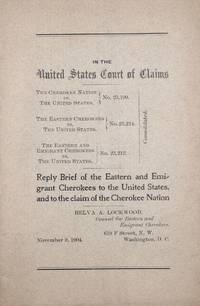 IN THE
United States Court of Claims
THE CHEROKEE NATION
vs.
THE UNITED STATES.
No. 23,199.
THE EASTERN CHEROKEES
vs.
THE UNITED STATES.
No. 23,214.
Consolidated.
THE EASTERN AND
EMIGRANT CHEROKEES
vs.
THE UNITED STATES.
No. 23,212.
Reply Brief of the Eastern and Emi-
grant Cherokees to the United States,
and to the claim of the Cherokee Nation
BELVA A. LOCKWOOD,
Counsel for Eastern and
Emigrant Cherokees,
619 F Street, N. W.
November 8, 1904. Washington, D. C.